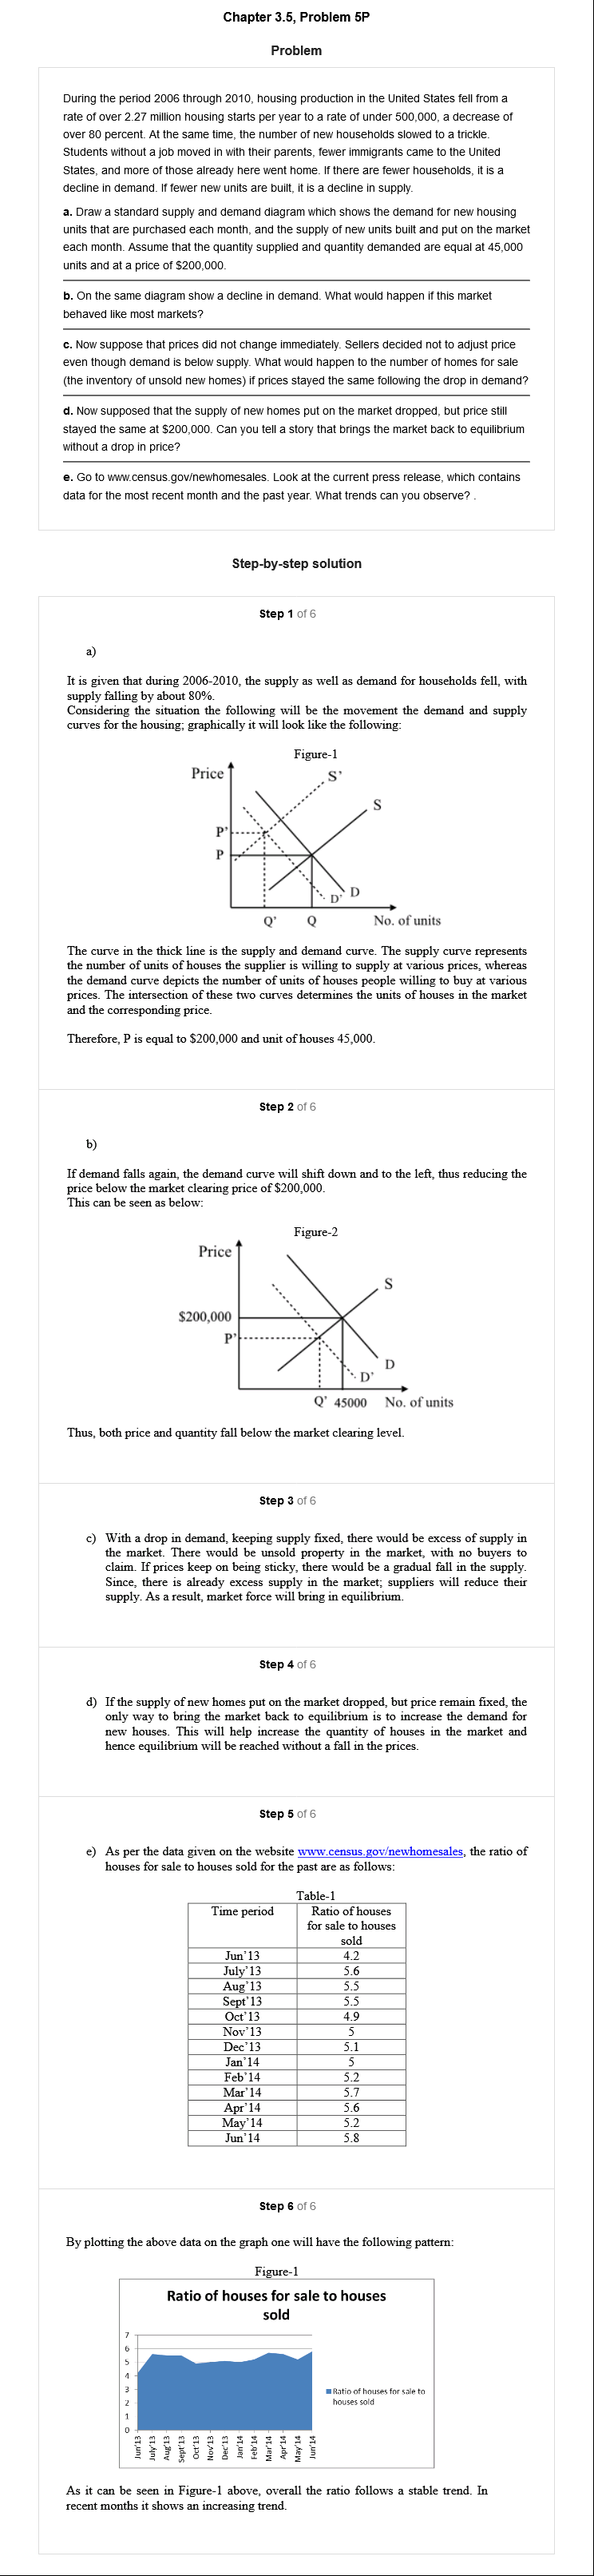 Chapter 3.5, Problem 5P
Problem
During the period 2006 through 2010, housing production in the United States fell from a
rate of over 2.27 million housing starts per year to a rate of under 500,000, a decrease of
over 80 percent. At the same time, the number of new households slowed to a trickle.
Students without a job moved in with their parents, fewer immigrants came to the United
States, and more of those already here went home. If there are fewer households, it is a
decline in demand. If fewer new units are built, it is a decline in supply.
a. Draw a standard supply and demand diagram which shows the demand for new housing
units that are purchased each month, and the supply of new units built and put on the market
each month. Assume that the quantity supplied and quantity demanded are equal at 45,000
units and at a price of $200,000.
b. On the same diagram show a decline in demand. What would happen if this market
behaved like most markets?
c. Now suppose that prices did not change immediately. Sellers decided not to adjust price
even though demand is below supply. What would happen to the number of homes for sale
(the inventory of unsold new homes) if prices stayed the same following the drop in demand?
d. Now supposed that the supply of new homes put on the market dropped, but price still
stayed the same at $200,000. Can you tell a story that brings the market back to equilibrium
without a drop in price?
e. Go to www.census.gov/newhomesales. Look at the current press release, which contains
data for the most recent month and the past year. What trends can you observe? .
Step-by-step solution
Step 1 of 6
a)
It is given that during 2006-2010, the supply as well as demand for households fell, with
supply falling by about 80%.
Considering the situation the following will be the movement the demand and supply
curves for the housing; graphically it will look like the following:
Figure-1
Price
S'
S
P'
P
D' D
Q' Q No. of units
The curve in the thick line is the supply and demand curve. The supply curve represents
the number of units of houses the supplier is willing to supply at various prices, whereas
the demand curve depicts the number of units of houses people willing to buy at various
prices. The intersection of these two curves determines the units of houses in the market
and the corresponding price.
Therefore, P is equal to $200,000 and unit of houses 45,000.
Step 2 of 6
b)
If demand falls again, the demand curve will shift down and to the left, thus reducing the
price below the market clearing price of $200,000.
This can be seen as below:
Figure-2
Price
S
$200,000
P'
D
D'
Q' 45000 No. of units
Thus, both price and quantity fall below the market clearing level.
Step 3 of 6
c) With a drop in demand, keeping supply fixed, there would be excess of supply in
the market. There would be unsold property in the market, with no buyers to
claim. If prices keep on being sticky, there would be a gradual fall in the supply.
Since, there is already excess supply in the market; suppliers will reduce their
supply. As a result, market force will bring in equilibrium.
Step 4 of 6
d) If the supply of new homes put on the market dropped, but price remain fixed, the
only way to bring the market back to equilibrium is to increase the demand for
new houses. This will help increase the quantity of houses in the market and
hence equilibrium will be reached without a fall in the prices.
Step 5 of 6
e) As per the data given on the website www.census.gov/newhomesales, the ratio of
houses for sale to houses sold for the past are as follows:
Table-1
Time period Ratio of houses
for sale to houses
sold
Jun'13 4.2
July'13 5.6
Aug'13 5.5
Sept'13 5.5
Oct'13 4.9
Nov'13 5
Dec'13 5.1
Jan'14 5
Feb'14 5.2
Mar'14 5.7
Apr'14 5.6
May'14 5.2
Jun'14 5.8
Step 6 of 6
By plotting the above data on the graph one will have the following pattern:
Figure-1
Ratio of houses for sale to houses
sold
7
6
5
4
3
2
1
0
Ratio of houses for sale to
houses sold
Jun'13
July'13
Aug'13
Sept'13
Oct'13
Nov'13
Dec'13
Jan'14
Feb'14
Mar'14
Apr'14
May'14
Jun'14
As it can be seen in Figure-1 above, overall the ratio follows a stable trend. In
recent months it shows an increasing trend.